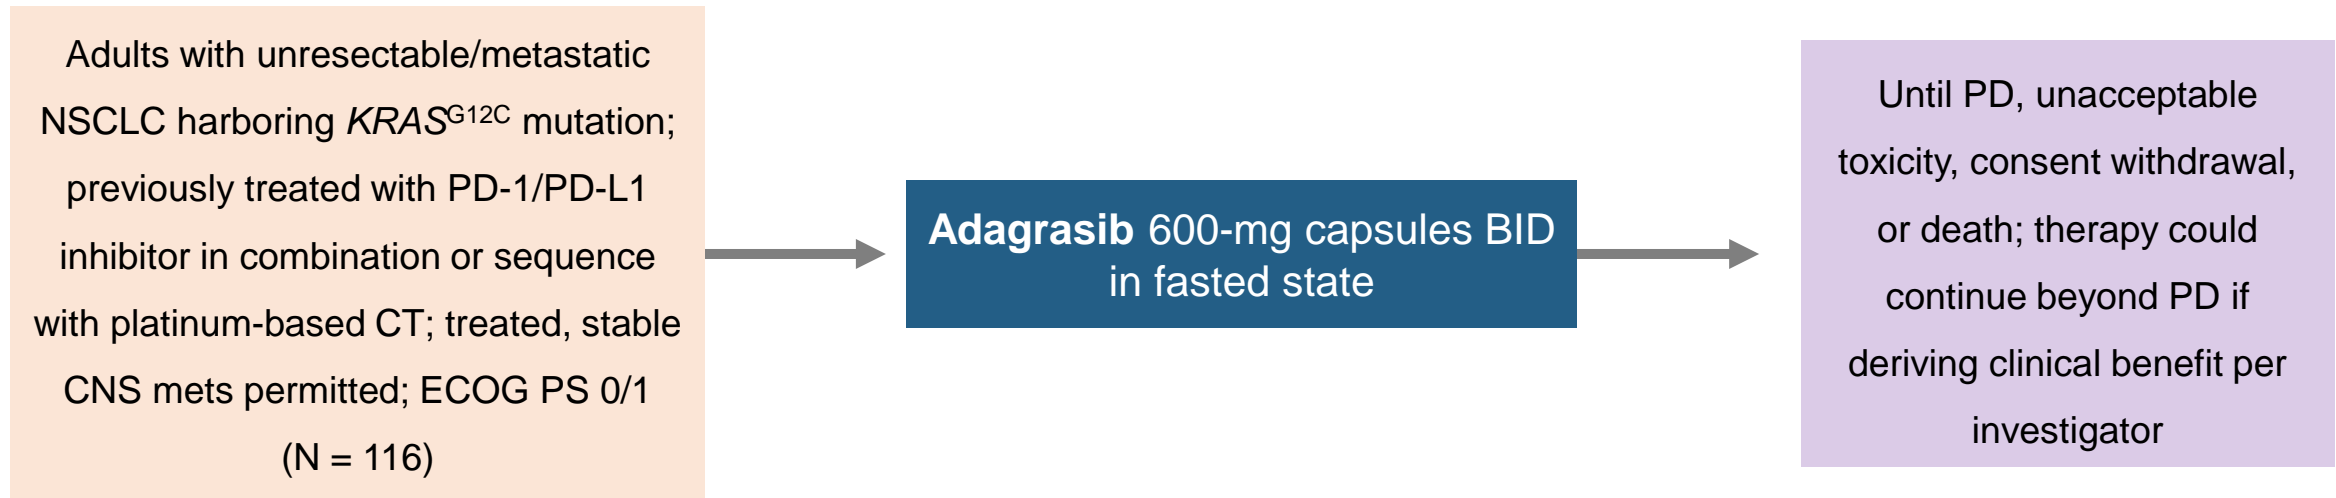 Adults with unresectable/metastatic
NSCLC harboring KRASG12C mutation;
previously treated with PD-1/PD-L1
inhibitor in combination or sequence
with platinum-based CT; treated, stable
CNS mets permitted; ECOG PS 0/1
(N = 116)
Adagrasib 600-mg capsules BID
in fasted state
Until PD, unacceptable
toxicity, consent withdrawal,
or death; therapy could
continue beyond PD if
deriving clinical benefit per
investigator